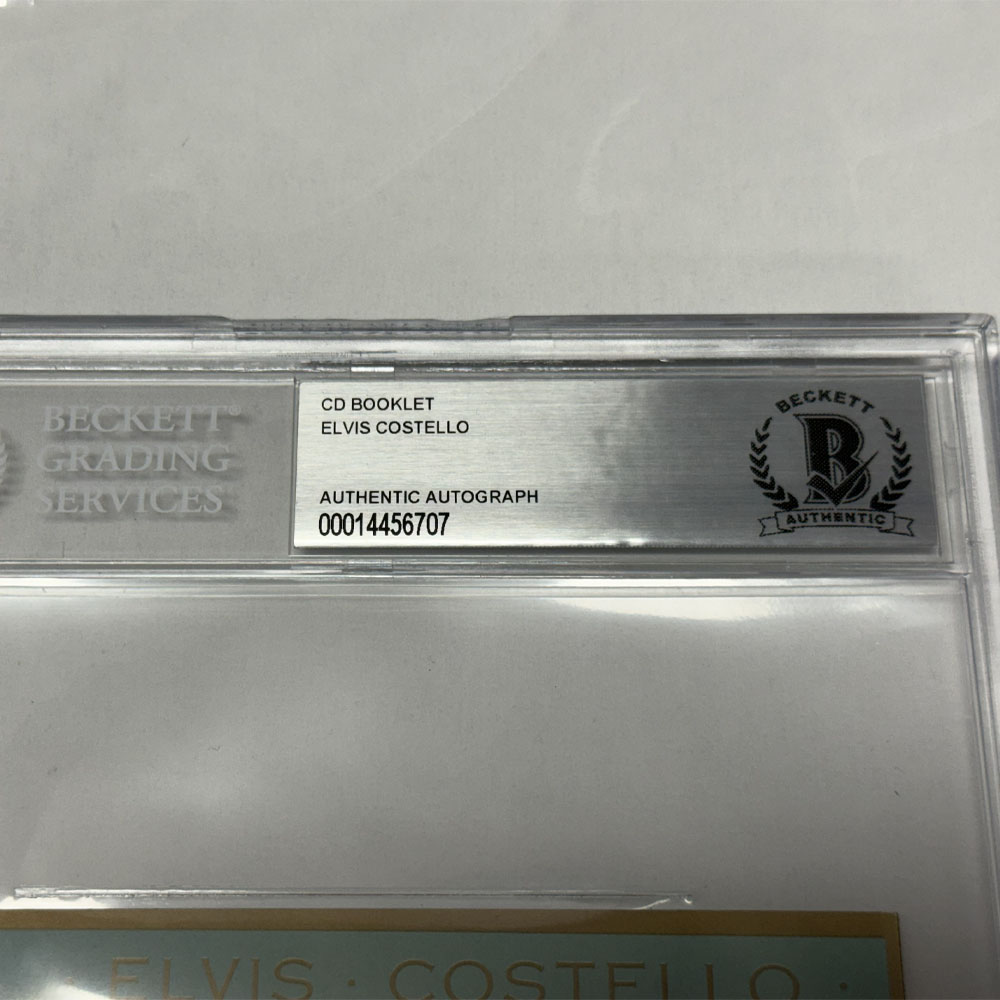 BECKETT®
GRADING
SERVICES
CD BOOKLET
ELVIS COSTELLO
AUTHENTIC AUTOGRAPH
00014456707
BECKETT
B
AUTHENTIC
· ELVIS · COSTELLO ·